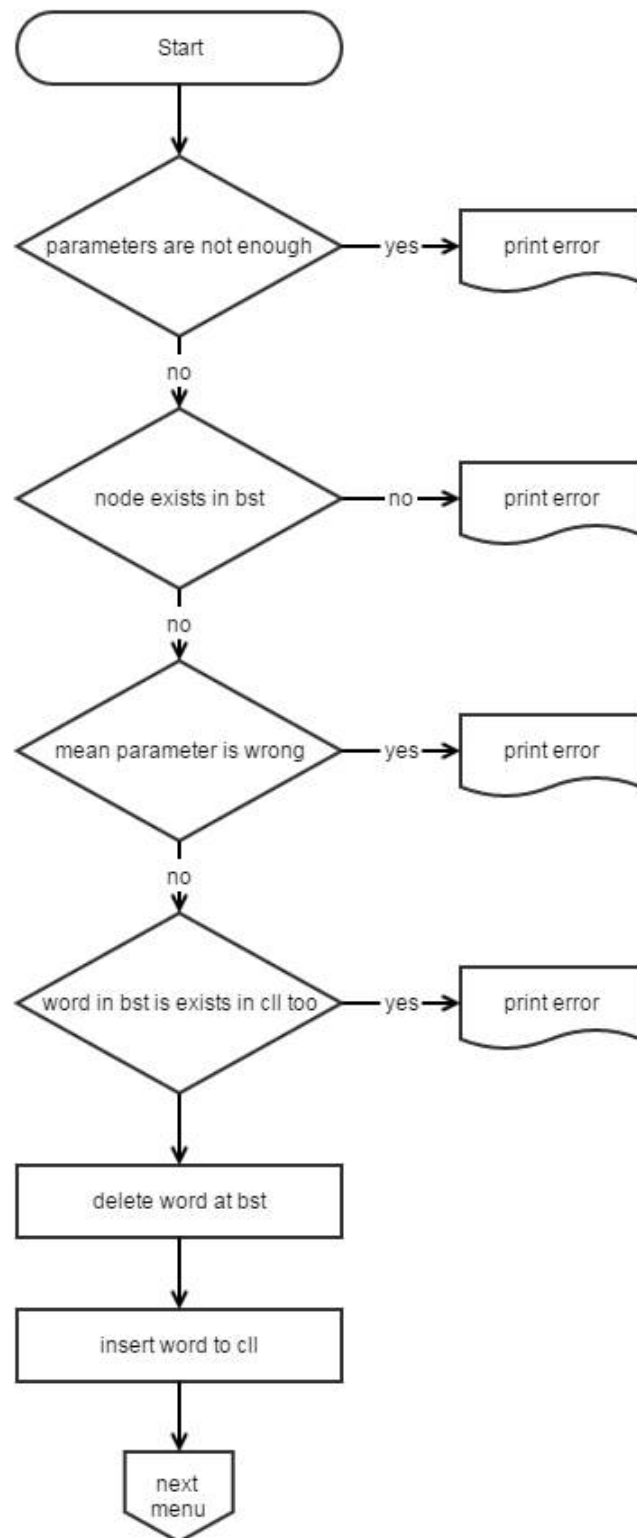 Start
parameters are not enough
yes
print error
no
node exists in bst
no
print error
no
mean parameter is wrong
yes
print error
no
word in bst is exists in cll too
yes
print error
delete word at bst
insert word to cll
next
menu